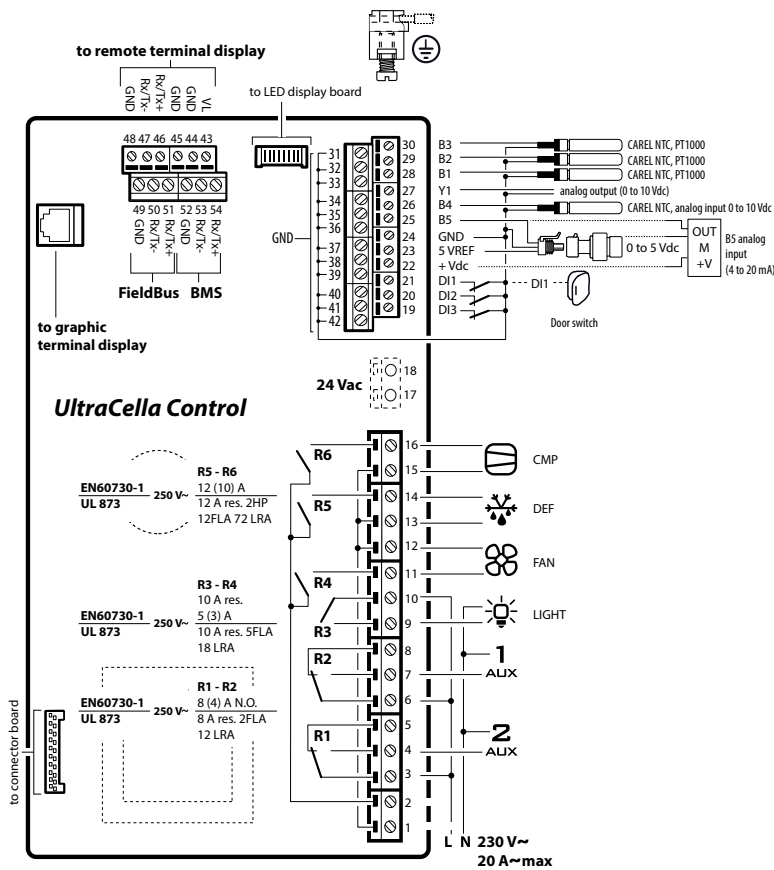 to remote terminal display
GND
Rx/Tx-
Rx/Tx+
GND
GND
VL
to LED display board
48 47 46 45 44 43
49 50 51 52 53 54
GND
Rx/Tx-
Rx/Tx+
GND
Rx/Tx-
Rx/Tx+
FieldBus BMS
to graphic
terminal display
GND
31
32
33
34
35
36
37
38
39
40
41
42
30 B3 CAREL NTC, PT1000
29 B2 CAREL NTC, PT1000
28 B1 CAREL NTC, PT1000
27 Y1 analog output (0 to 10 Vdc)
26 B4 CAREL NTC, analog input 0 to 10 Vdc
25 B5
24 GND
23 5 VREF 0 to 5 Vdc
22 + Vdc
21 DI1 DI1
20 DI2
19 DI3
OUT
M
+V
B5 analog
input
(4 to 20 mA)
Door switch
24 Vac
18
17
UltraCella Control
EN60730-1
UL 873
250 V~
R5 - R6
12 (10) A
12 A res. 2HP
12FLA 72 LRA
EN60730-1
UL 873
250 V~
R3 - R4
10 A res.
5 (3) A
10 A res. 5FLA
18 LRA
EN60730-1
UL 873
250 V~
R1 - R2
8 (4) A N.O.
8 A res. 2FLA
12 LRA
R6
R5
R4
R3
R2
R1
16
15
14
13
12
11
10
9
8
7
6
5
4
3
2
1
CMP
DEF
FAN
LIGHT
1
AUX
2
AUX
L N 230 V~
20 A~max
to connector board